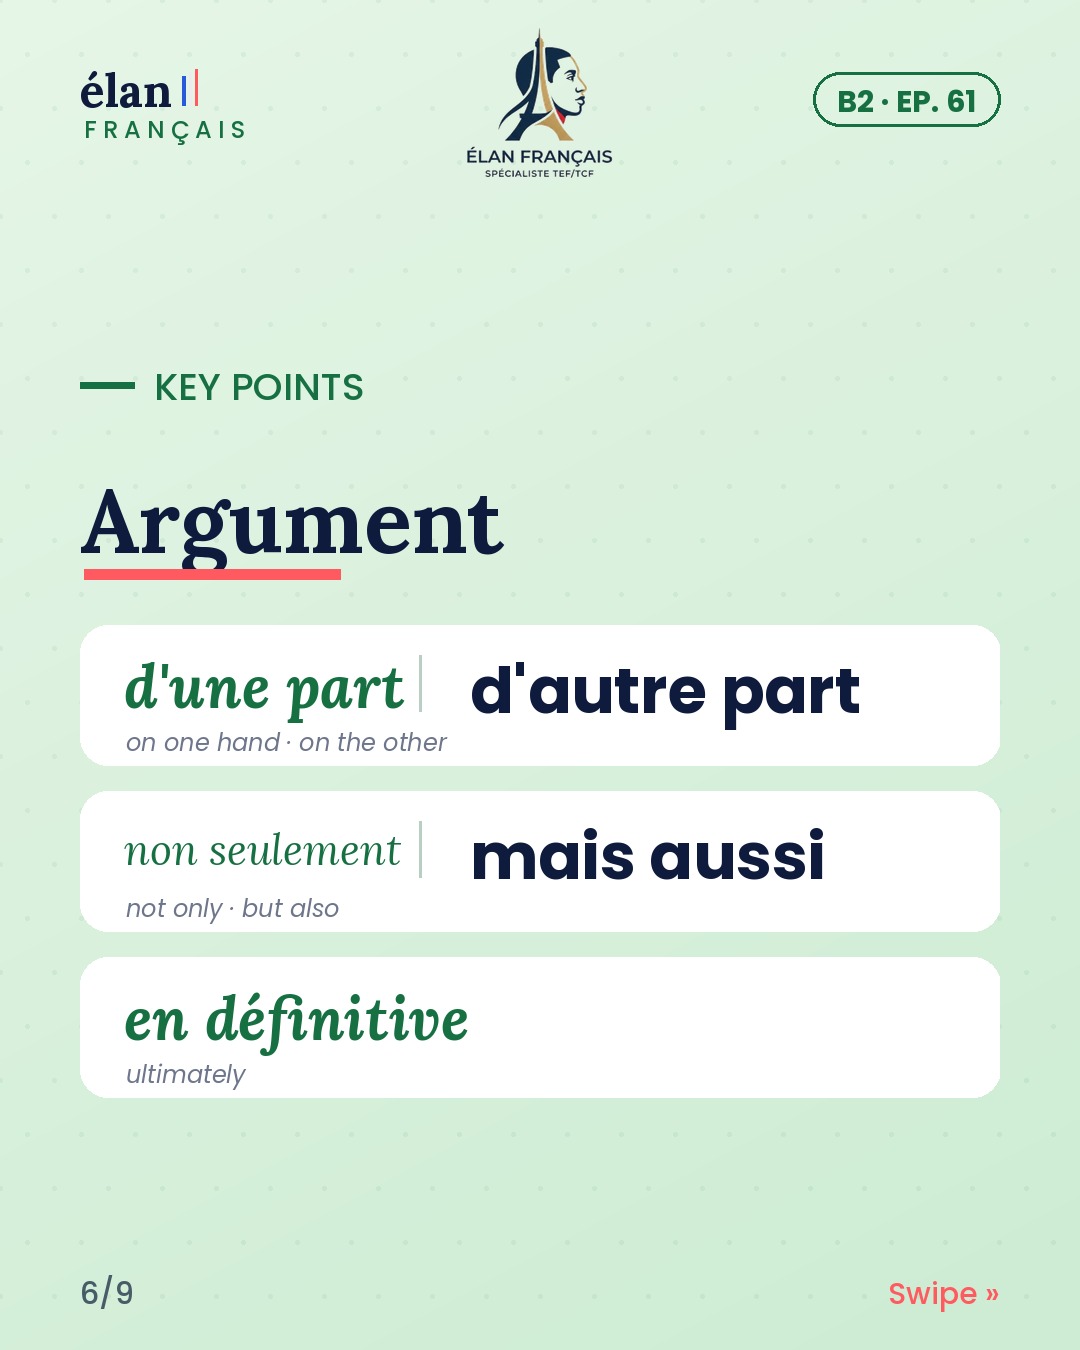 élan
FRANÇAIS
ÉLAN FRANÇAIS
SPÉCIALISTE TEF/TCF
B2 · EP. 61
KEY POINTS
Argument
d'une part d'autre part
on one hand · on the other
non seulement mais aussi
not only · but also
en définitive
ultimately
6/9
Swipe »